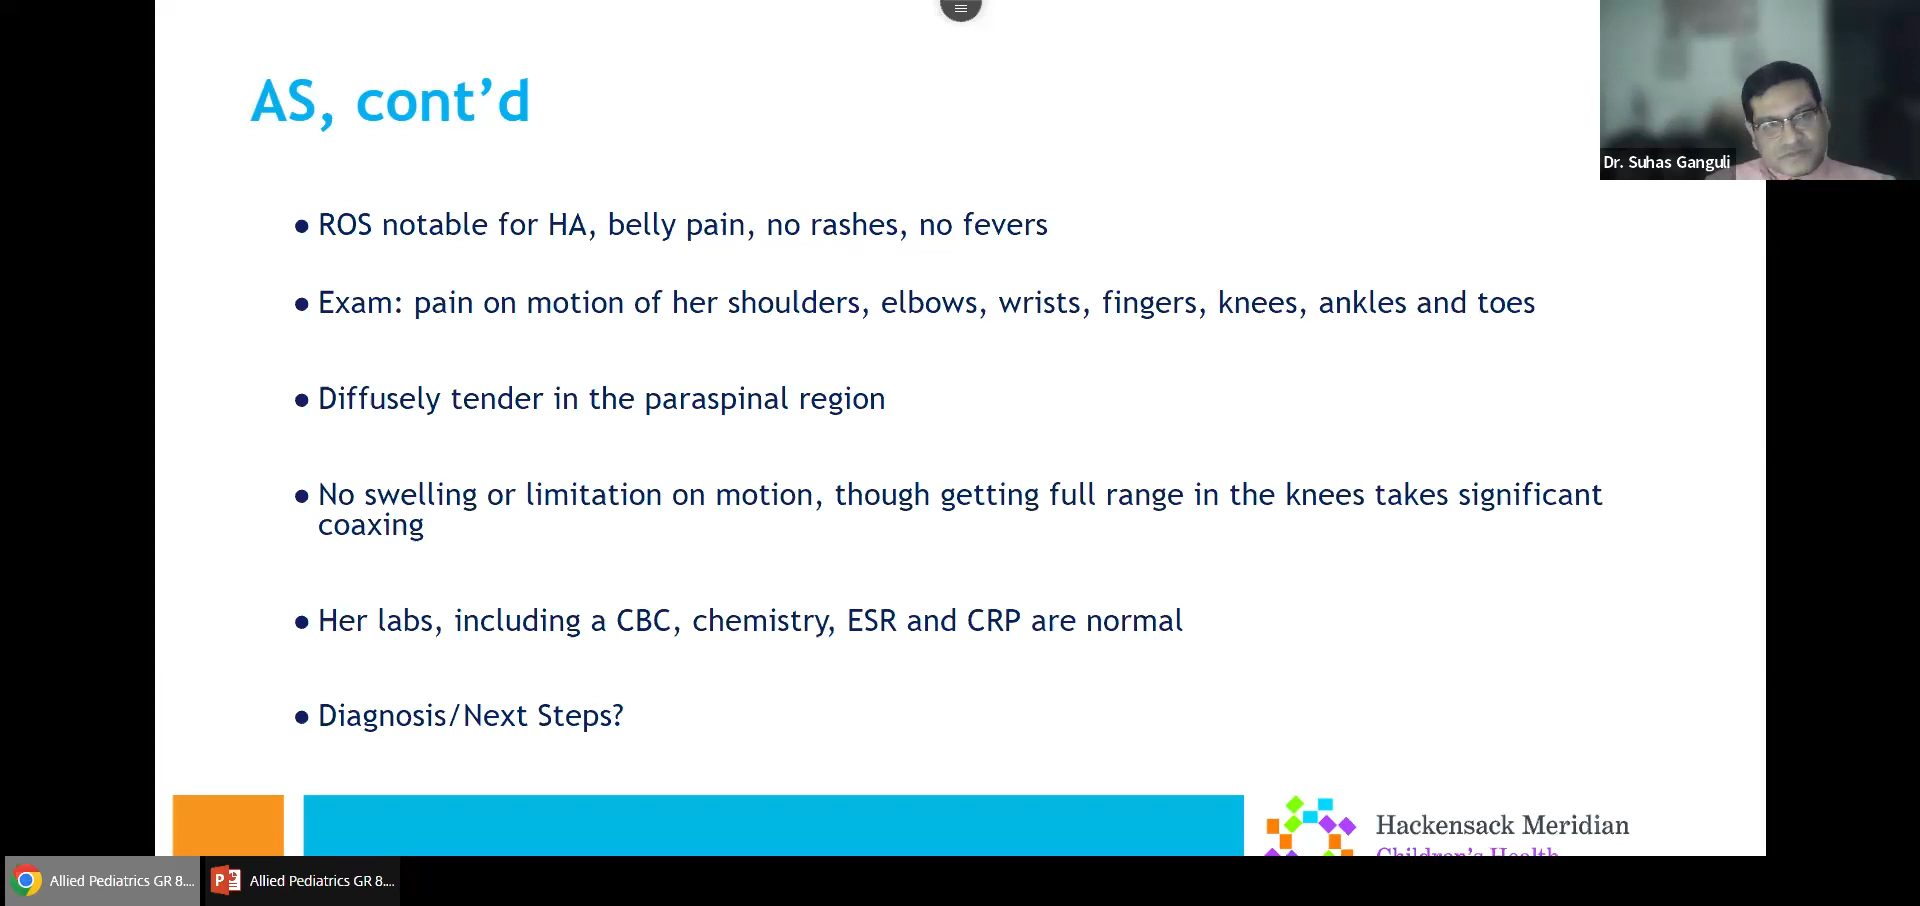 AS, cont’d
Dr. Suhas Ganguli
● ROS notable for HA, belly pain, no rashes, no fevers
● Exam: pain on motion of her shoulders, elbows, wrists, fingers, knees, ankles and toes
● Diffusely tender in the paraspinal region
● No swelling or limitation on motion, though getting full range in the knees takes significant
coaxing
● Her labs, including a CBC, chemistry, ESR and CRP are normal
● Diagnosis/Next Steps?
Hackensack Meridian
Children's Health
Allied Pediatrics GR 8....
Allied Pediatrics GR 8....